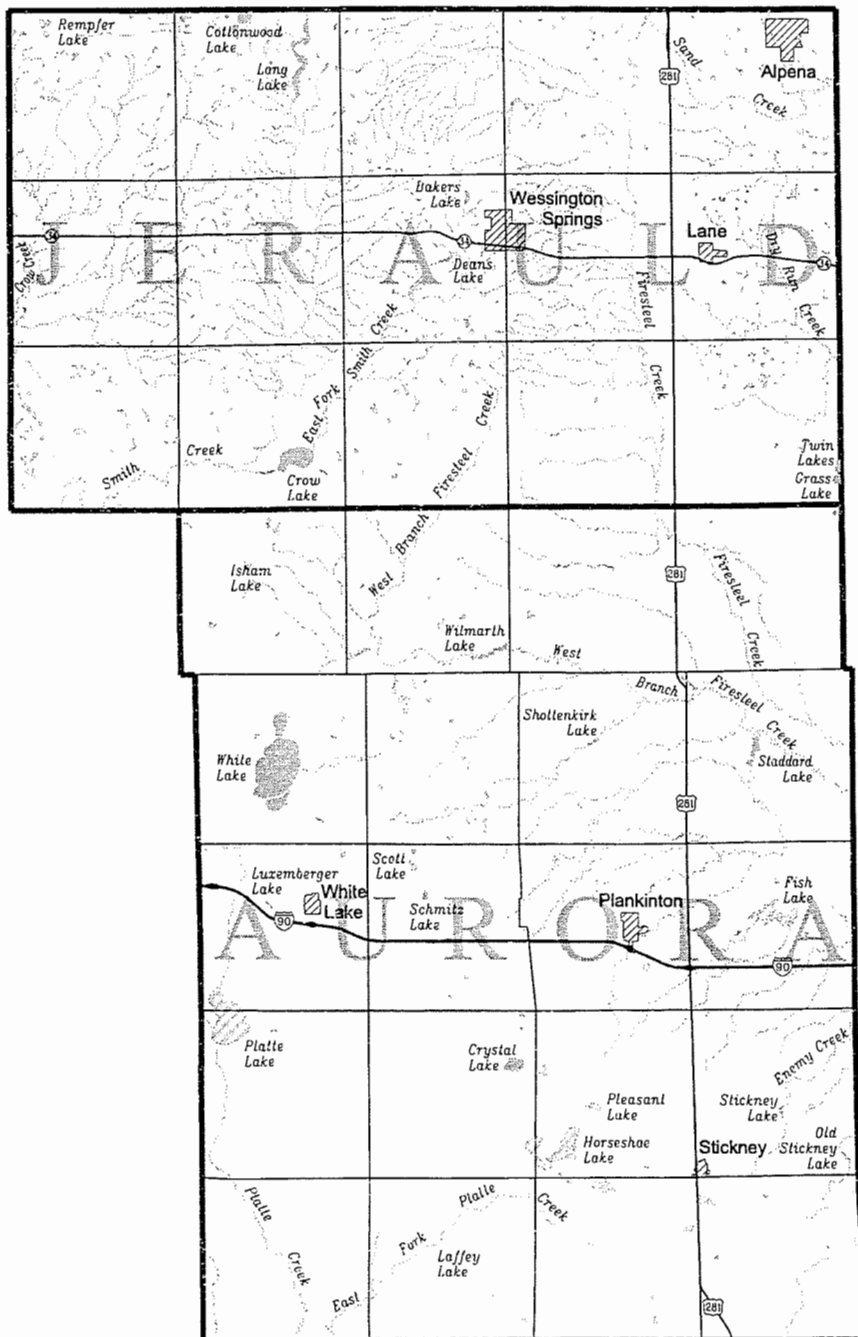 Rempfer
Lake
Cottonwood
Lake
Long
Lake
281
Sand
Creek
Alpena
Bakers
Lake
Wessington
Springs
Lane
34
34
34
JERAULD
Crow Creek
Deans
Lake
Dry Run Creek
Firesteel
Creek
East Fork Smith Creek
Smith Creek
Crow
Lake
West Branch Firesteel Creek
Twin
Lakes
Grass
Lake
Isham
Lake
281
Firesteel
Creek
Wilmarth
Lake
West
Branch
Firesteel
Creek
Shottenkirk
Lake
White
Lake
Staddard
Lake
281
Luxemberger
Lake
Scott
Lake
White
Lake
Schmitz
Lake
Plankinton
Fish
Lake
AURORA
90
90
Platte
Lake
Crystal
Lake
Enemy Creek
Pleasant
Lake
Stickney
Lake
Horseshoe
Lake
Stickney
Old
Stickney
Lake
Platte
Creek
East Fork Platte Creek
Laffey
Lake
281